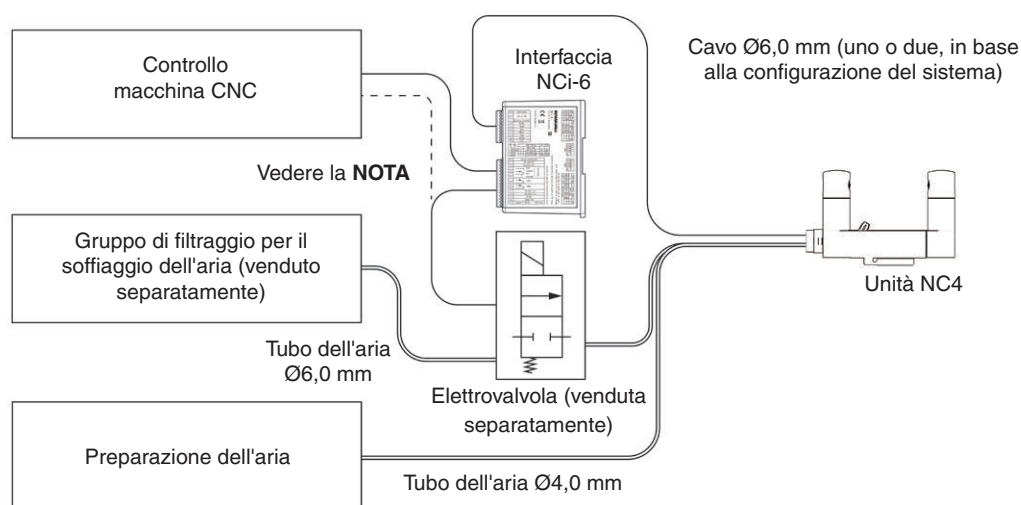 Controllo
macchina CNC
Interfaccia
NCi-6
Cavo Ø6,0 mm (uno o due, in base
alla configurazione del sistema)
Vedere la NOTA
Gruppo di filtraggio per il
soffiaggio dell'aria (venduto
separatamente)
Unità NC4
Tubo dell'aria
Ø6,0 mm
Elettrovalvola (venduta
separatamente)
Preparazione dell'aria
Tubo dell'aria Ø4,0 mm